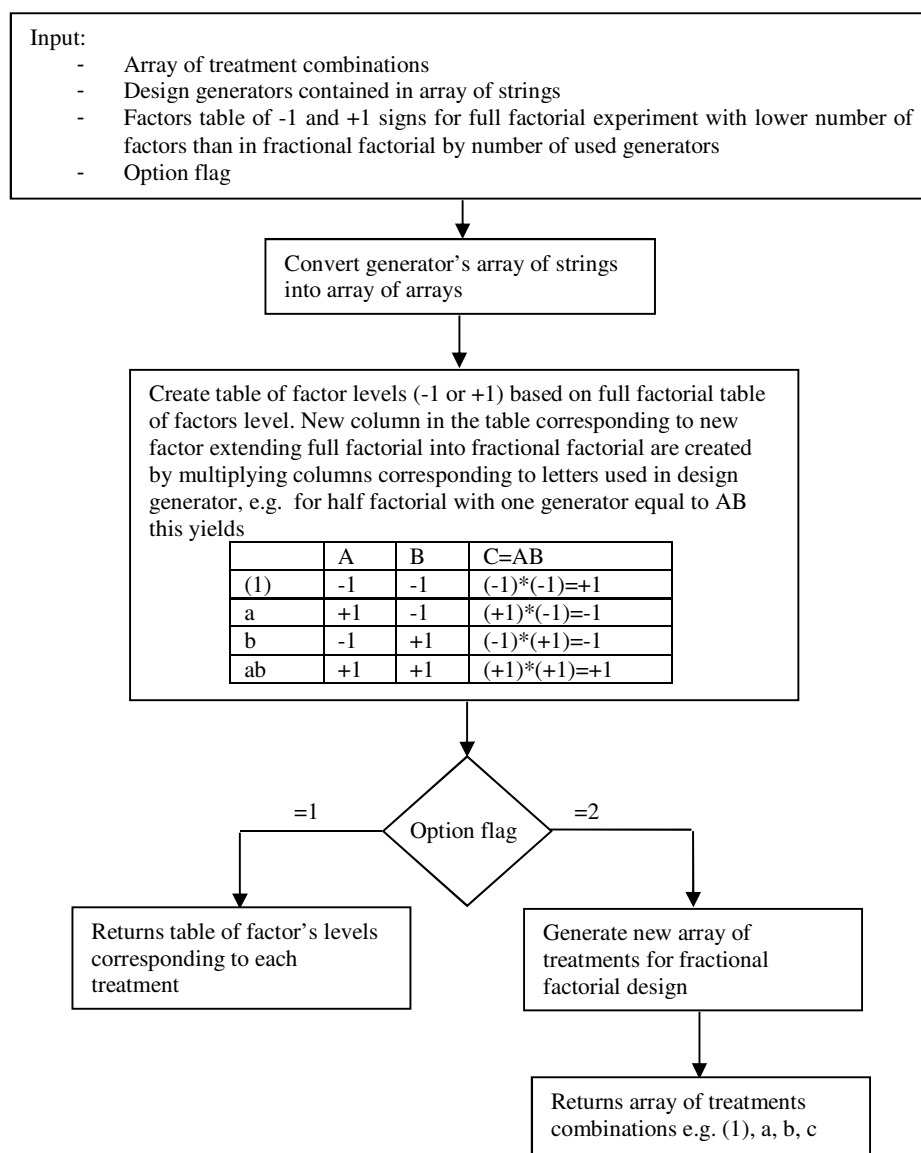 Input:
- Array of treatment combinations
- Design generators contained in array of strings
- Factors table of -1 and +1 signs for full factorial experiment with lower number of
factors than in fractional factorial by number of used generators
- Option flag
Convert generator's array of strings
into array of arrays
Create table of factor levels (-1 or +1) based on full factorial table
of factors level. New column in the table corresponding to new
factor extending full factorial into fractional factorial are created
by multiplying columns corresponding to letters used in design
generator, e.g. for half factorial with one generator equal to AB
this yields
A B C=AB
(1) -1 -1 (-1)*(-1)=+1
a +1 -1 (+1)*(-1)=-1
b -1 +1 (-1)*(+1)=-1
ab +1 +1 (+1)*(+1)=+1
=1
=2
Option flag
Returns table of factor's levels
corresponding to each
treatment
Generate new array of
treatments for fractional
factorial design
Returns array of treatments
combinations e.g. (1), a, b, c